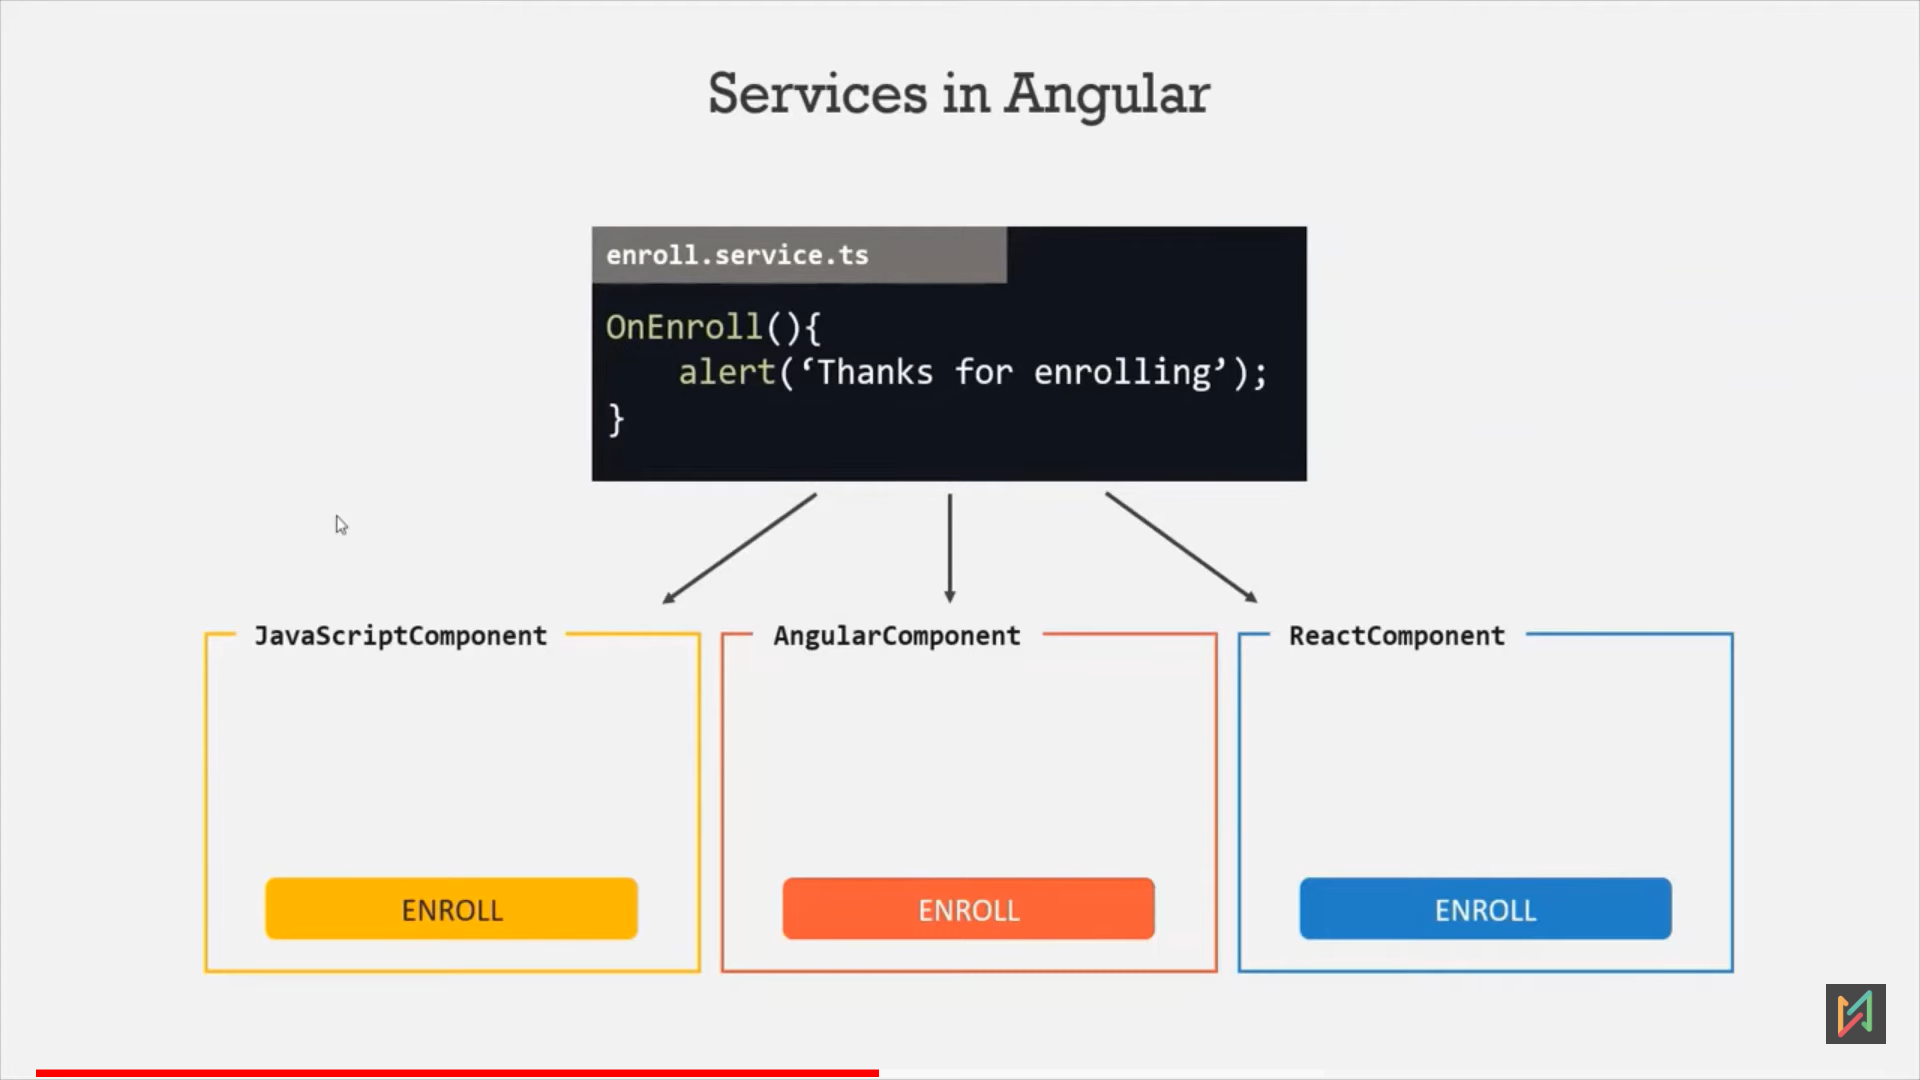 Services in Angular
enroll.service.ts
OnEnroll(){
alert(‘Thanks for enrolling’);
}
JavaScriptComponent
AngularComponent
ReactComponent
ENROLL
ENROLL
ENROLL